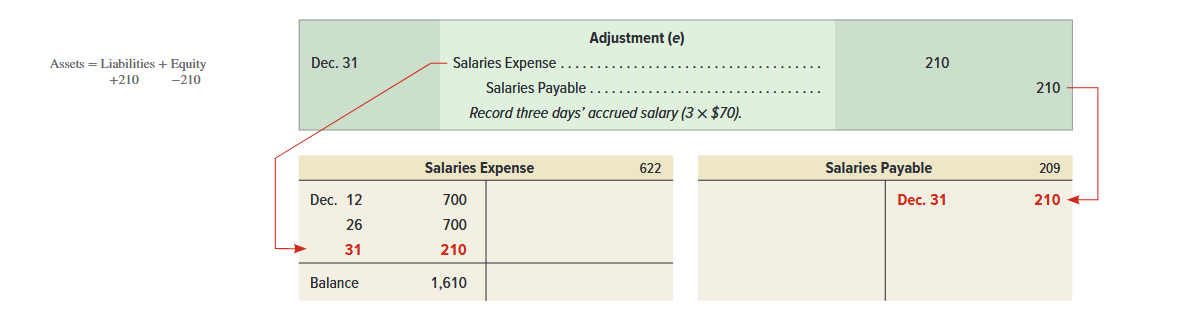 Adjustment (e)
Assets = Liabilities + Equity
+210 −210
Dec. 31 Salaries Expense . . . . . . . . . . . . . . . . . . . . . . . . . . . . . . . . . . . . 210
Salaries Payable . . . . . . . . . . . . . . . . . . . . . . . . . . . . . . . . 210
Record three days’ accrued salary (3 × $70).
Salaries Expense 622
Dec. 12 700
26 700
31 210
Balance 1,610
Salaries Payable 209
Dec. 31 210